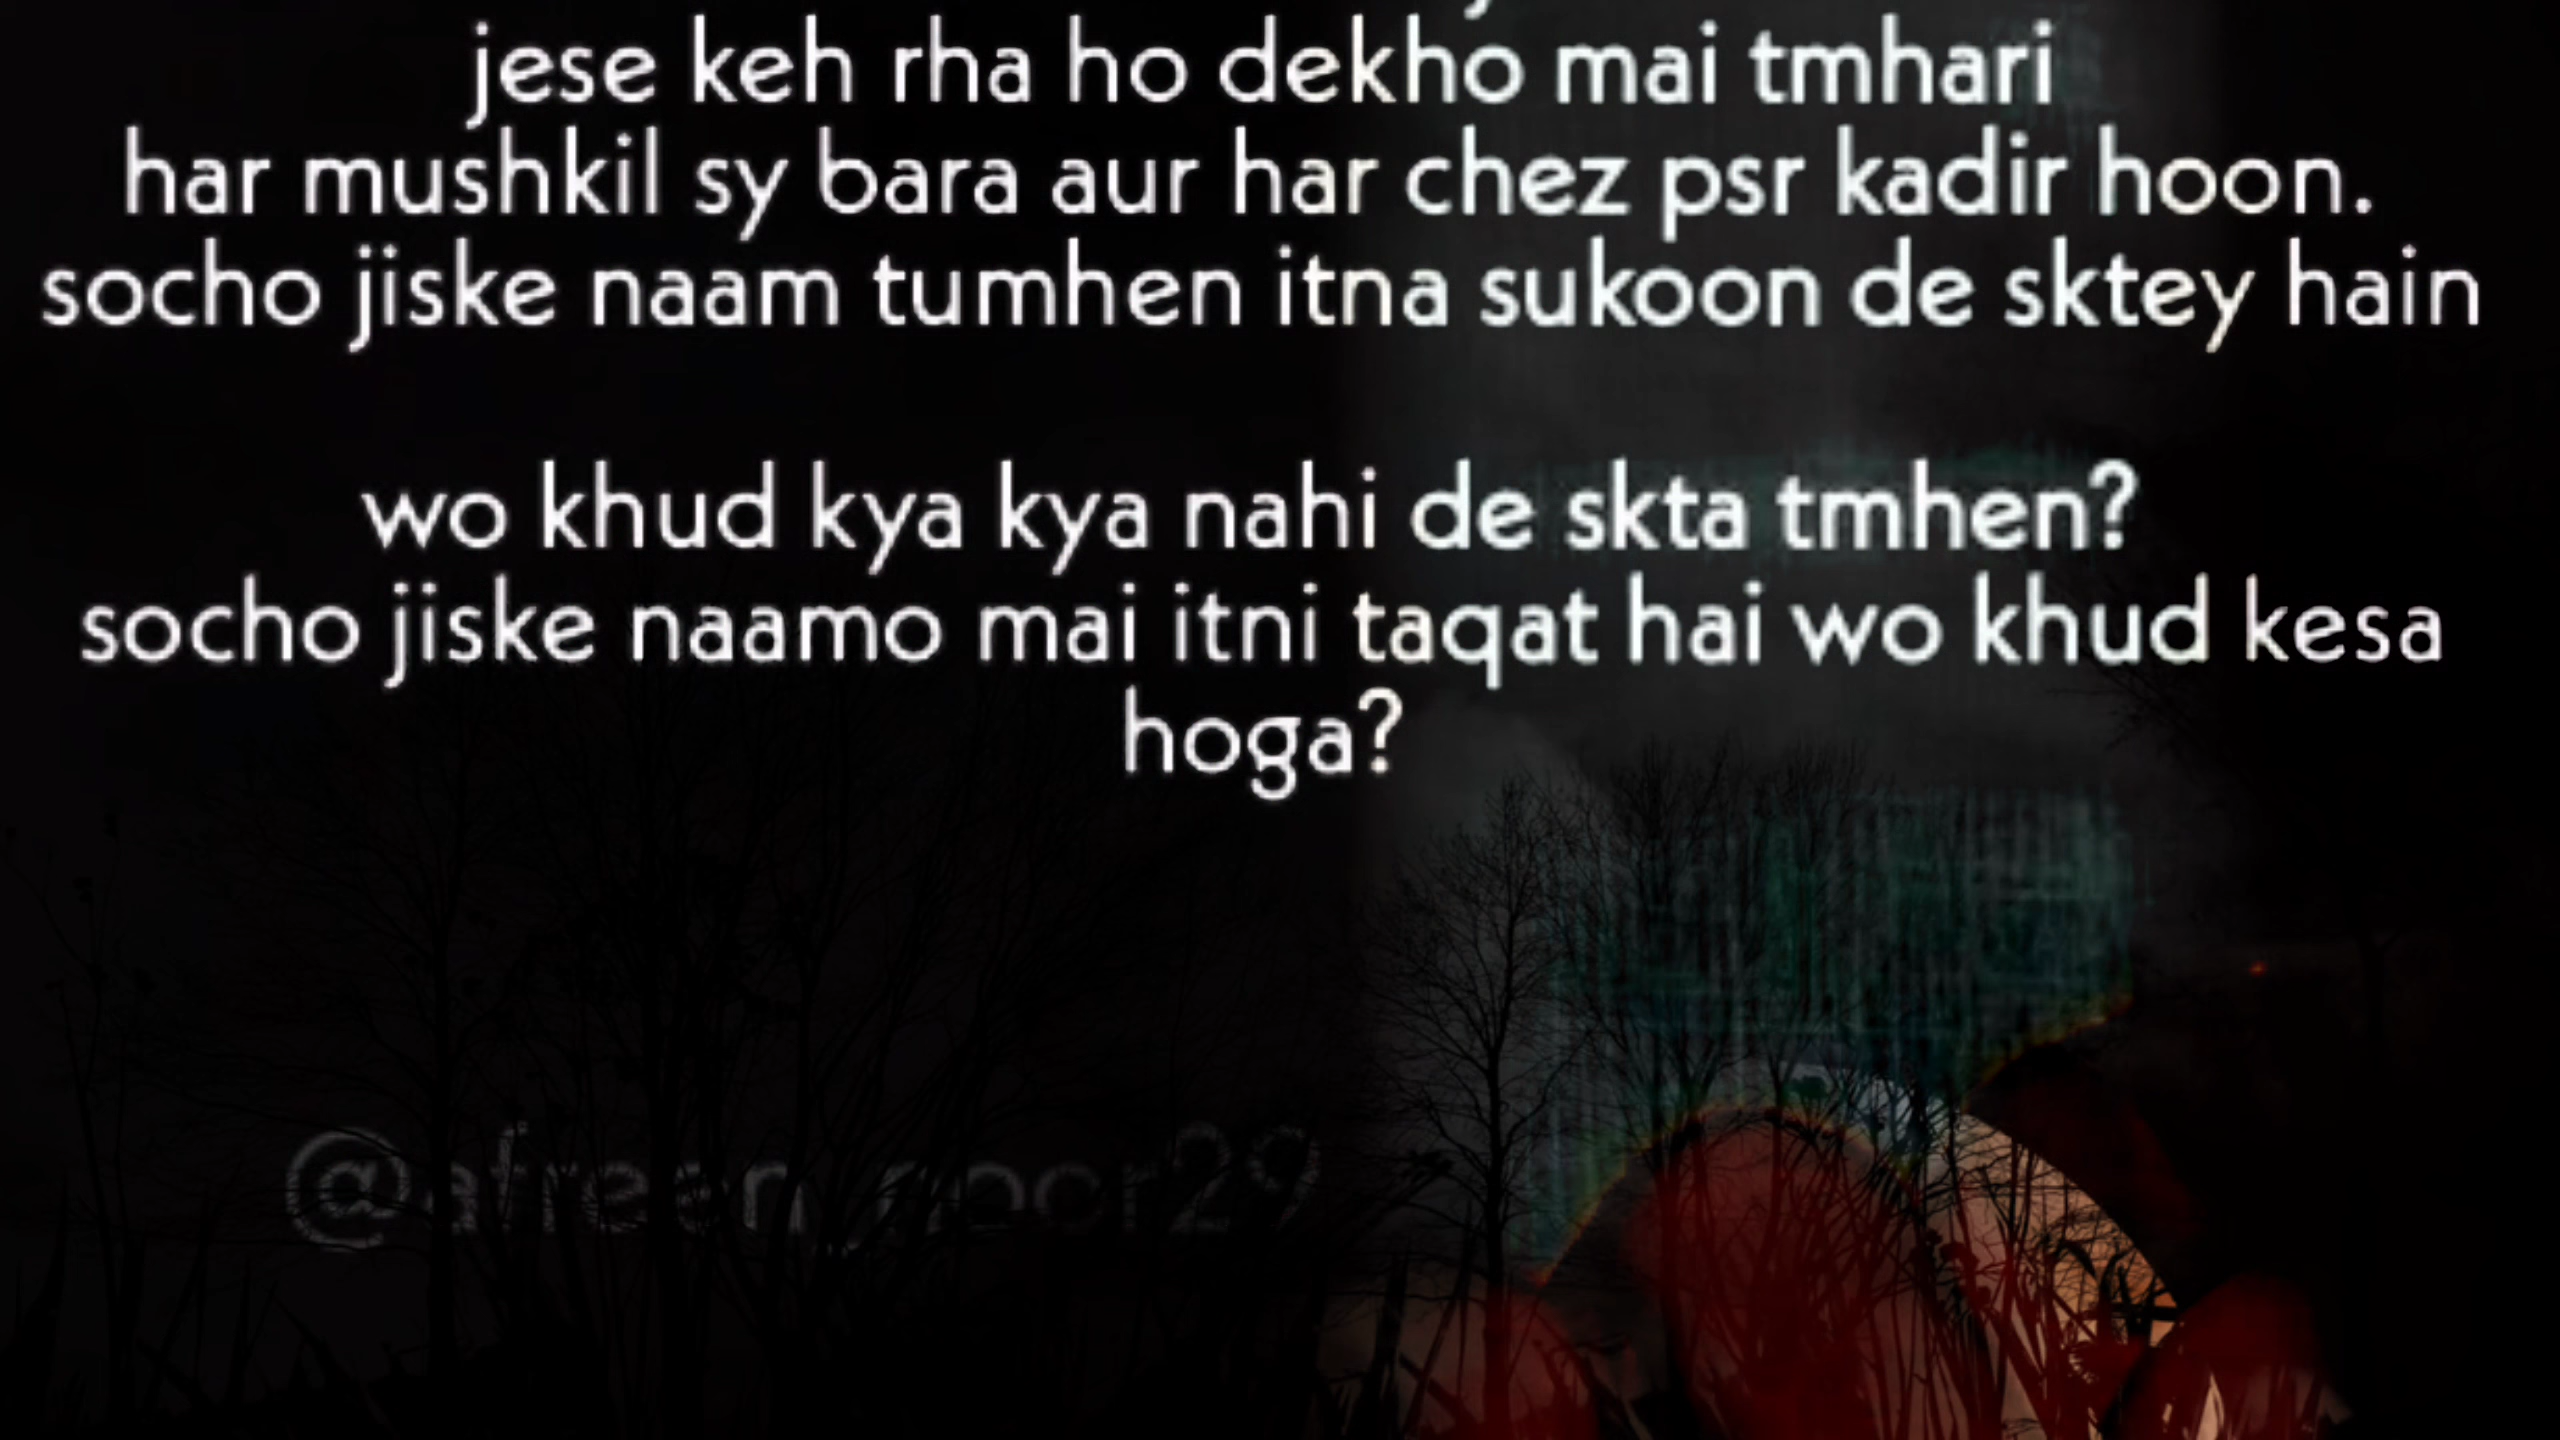 jese keh rha ho dekho mai tmhari
har mushkil sy bara aur har chez psr kadir hoon.
socho jiske naam tumhen itna sukoon de sktey hain
wo khud kya kya nahi de skta tmhen?
socho jiske naamo mai itni taqat hai wo khud kesa
hoga?
@afreen_noor29